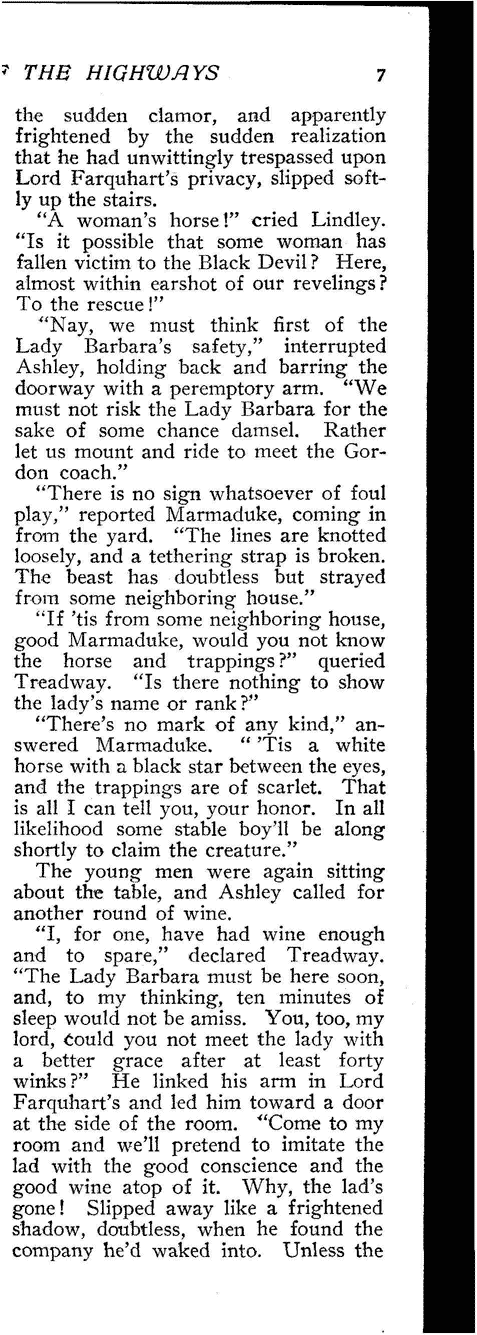 THE HIGHWAYS 7
the sudden clamor, and apparently
frightened by the sudden realization
that he had unwittingly trespassed upon
Lord Farquhart's privacy, slipped soft-
ly up the stairs.
"A woman's horse!" cried Lindley.
"Is it possible that some woman has
fallen victim to the Black Devil? Here,
almost within earshot of our revelings?
To the rescue!"
"Nay, we must think first of the
Lady Barbara's safety," interrupted
Ashley, holding back and barring the
doorway with a peremptory arm. "We
must not risk the Lady Barbara for the
sake of some chance damsel. Rather
let us mount and ride to meet the Gor-
don coach."
"There is no sign whatsoever of foul
play," reported Marmaduke, coming in
from the yard. "The lines are knotted
loosely, and a tethering strap is broken.
The beast has doubtless but strayed
from some neighboring house."
"If 'tis from some neighboring house,
good Marmaduke, would you not know
the horse and trappings?" queried
Treadway. "Is there nothing to show
the lady's name or rank?"
"There's no mark of any kind," an-
swered Marmaduke. "'Tis a white
horse with a black star between the eyes,
and the trappings are of scarlet. That
is all I can tell you, your honor. In all
likelihood some stable boy'll be along
shortly to claim the creature."
The young men were again sitting
about the table, and Ashley called for
another round of wine.
"I, for one, have had wine enough
and to spare," declared Treadway.
"The Lady Barbara must be here soon,
and, to my thinking, ten minutes of
sleep would not be amiss. You, too, my
lord, could you not meet the lady with
a better grace after at least forty
winks?" He linked his arm in Lord
Farquhart's and led him toward a door
at the side of the room. "Come to my
room and we'll pretend to imitate the
lad with the good conscience and the
good wine atop of it. Why, the lad's
gone! Slipped away like a frightened
shadow, doubtless, when he found the
company he'd waked into. Unless the